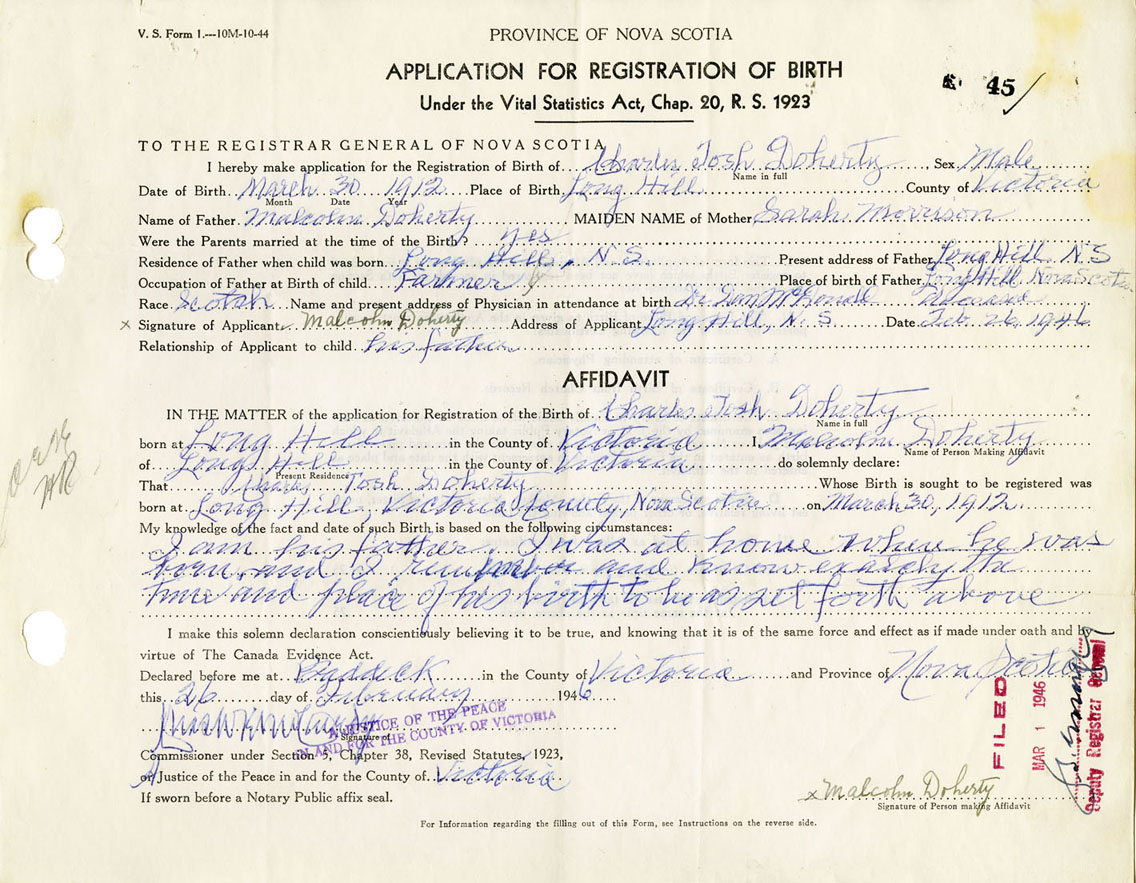 V. S. Form 1.—10M-10-44
PROVINCE OF NOVA SCOTIA
APPLICATION FOR REGISTRATION OF BIRTH
45
Under the Vital Statistics Act, Chap. 20, R. S. 1923
TO THE REGISTRAR GENERAL OF NOVA SCOTIA
I hereby make application for the Registration of Birth of Charles Tosh Doherty Sex Male
Name in full
Date of Birth March 30 1912 Place of Birth Long Hill County of Victoria
Month Date Year
Name of Father Malcolm Doherty MAIDEN NAME of Mother Sarah Morrison
Were the Parents married at the time of the Birth? yes
Residence of Father when child was born Long Hill, N.S. Present address of Father Long Hill N.S
Occupation of Father at Birth of child Farmer Place of birth of Father Long Hill Nova Scotia
Race Scotch Name and present address of Physician in attendance at birth Dr. Dan
x Signature of Applicant Malcolm Doherty Address of Applicant Long Hill, N.S Date Feb 26, 1946
Relationship of Applicant to child his father
AFFIDAVIT
IN THE MATTER of the application for Registration of the Birth of Charles Tosh Doherty
Name in full
born at Long Hill in the County of Victoria I, Malcolm Doherty
Name of Person Making Affidavit
of Long Hill in the County of Victoria do solemnly declare:
Present Residence
That Charles Tosh Doherty Whose Birth is sought to be registered was
born at Long Hill, Victoria County, Nova Scotia on March 30, 1912
My knowledge of the fact and date of such Birth is based on the following circumstances:
I am his father. I was at home where he was
born and I remember and know exactly the
time and place of his birth to be as set forth above
I make this solemn declaration conscientiously believing it to be true, and knowing that it is of the same force and effect as if made under oath and by
virtue of The Canada Evidence Act.
Declared before me at Baddeck in the County of Victoria and Province of Nova Scotia
this 26 day of February 1946
A JUSTICE OF THE PEACE
IN AND FOR THE COUNTY OF VICTORIA
Signature of
Commissioner under Section 5, Chapter 38, Revised Statutes, 1923,
or Justice of the Peace in and for the County of Victoria
If sworn before a Notary Public affix seal.
x Malcolm Doherty
Signature of Person making Affidavit
FILED
MAR 1 1946
Deputy Registrar General
For Information regarding the filling out of this Form, see Instructions on the reverse side.